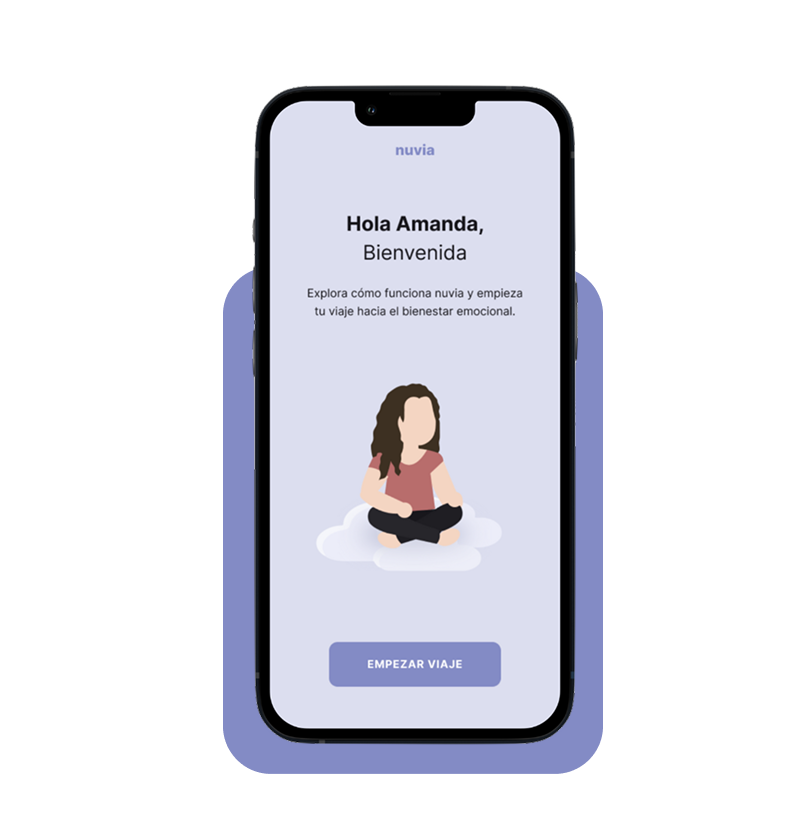 nuvia
Hola Amanda,
Bienvenida
Explora cómo funciona nuvia y empieza
tu viaje hacia el bienestar emocional.
EMPEZAR VIAJE